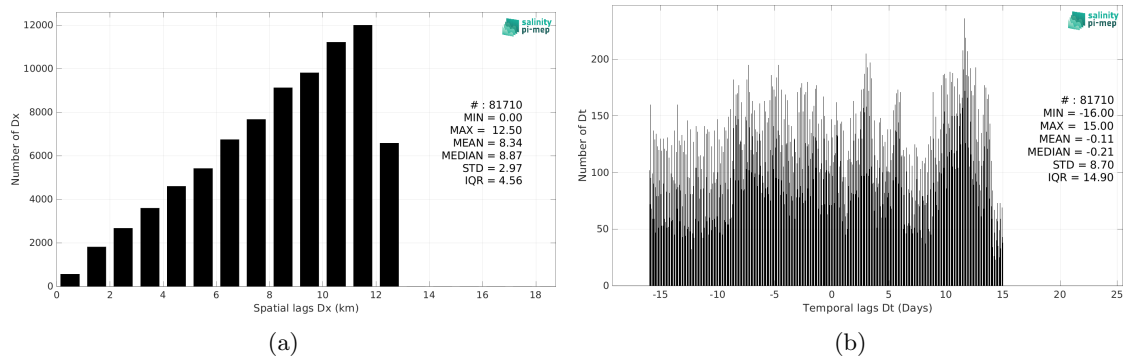 12000
10000
8000
6000
4000
2000
0
Number of Dx
salinity
pi-mep
# : 81710
MIN = 0.00
MAX = 12.50
MEAN = 8.34
MEDIAN = 8.87
STD = 2.97
IQR = 4.56
0 2 4 6 8 10 12 14 16 18
Spatial lags Dx (km)
(a)
200
150
100
50
0
Number of Dt
salinity
pi-mep
# : 81710
MIN = -16.00
MAX = 15.00
MEAN = -0.11
MEDIAN = -0.21
STD = 8.70
IQR = 14.90
-15 -10 -5 0 5 10 15 20 25
Temporal lags Dt (Days)
(b)